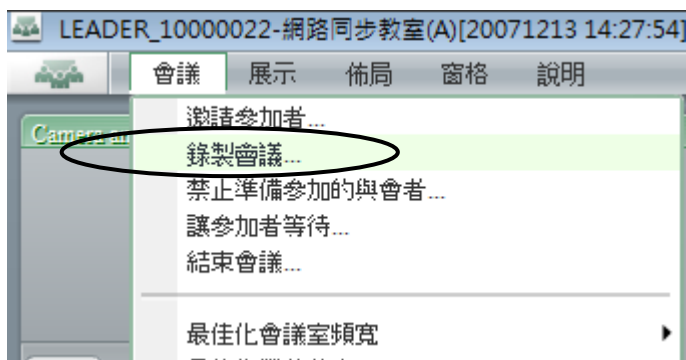 LEADER_10000022-網路同步教室(A)[20071213 14:27:54]
會議 展示 佈局 窗格 說明
邀請參加者...
Camera an
錄製會議...
禁止準備參加的與會者...
讓參加者等待...
結束會議...
最佳化會議室頻寬